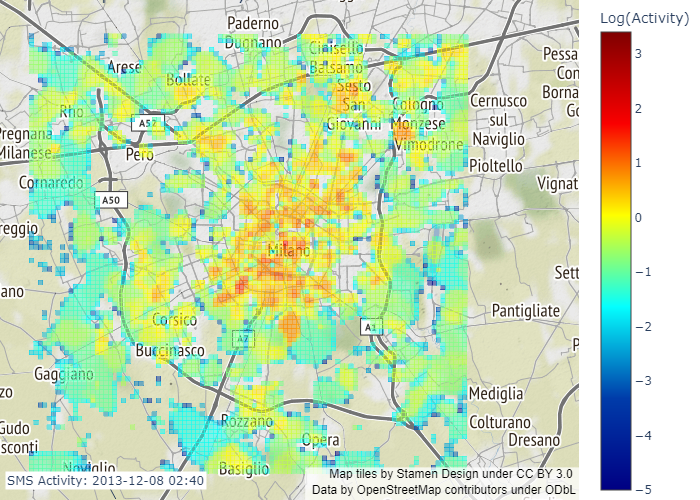 Log(Activity)
3
2
1
0
−1
−2
−3
−4
−5
Paderno
Dugnano
Cinisello
Balsamo
Arese
Bollate
Sesto
San
Giovanni
Cologno
Monzese
Vimodrone
Cernusco
sul
Naviglio
Pessa
Con
Borna
Go
Rho
A52
Pregnana
Milanese
Pero
Pioltello
Cornaredo
A50
Vignat
reggio
Milano
Sett
ano
Pantigliate
Corsico
A1
A7
Buccinasco
P
Gaggiano
zo
Mediglia
Rozzano
Colturano
Gudo
Dresano
sconti
Opera
Noviglio
Basiglio
SMS Activity: 2013-12-08 02:40
Map tiles by Stamen Design under CC BY 3.0
Data by OpenStreetMap contributors under ODbL